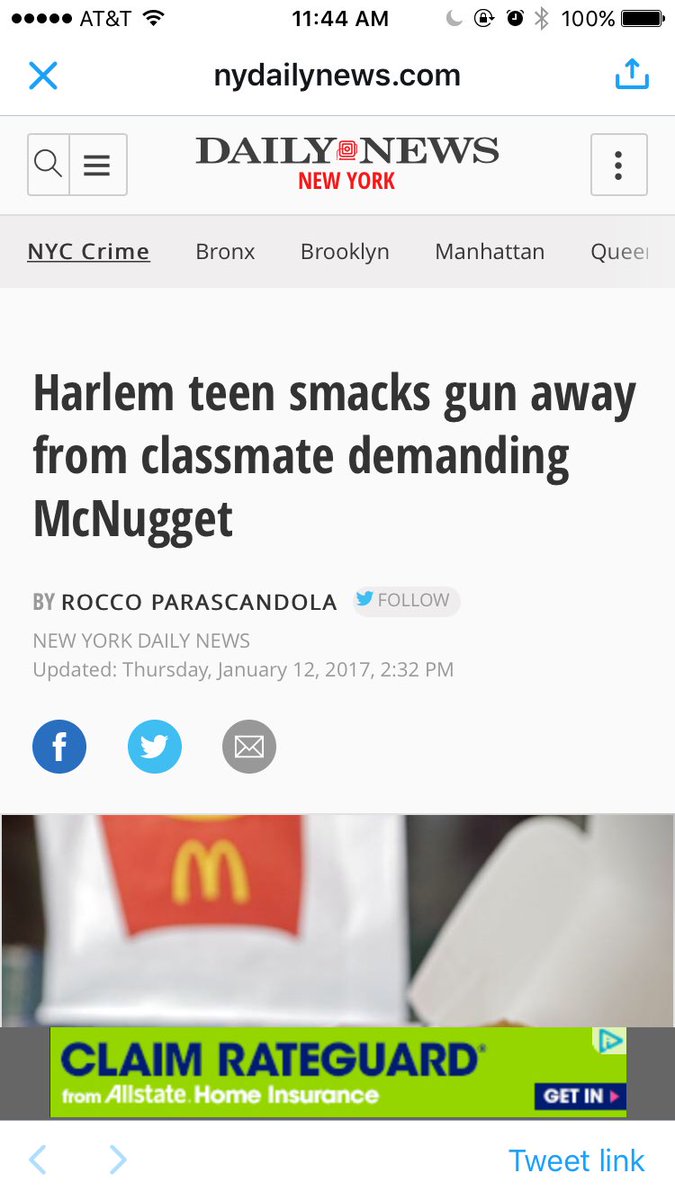 AT&T 11:44 AM 100%
nydailynews.com
DAILY NEWS
NEW YORK
NYC Crime Bronx Brooklyn Manhattan Queen
Harlem teen smacks gun away
from classmate demanding
McNugget
BY ROCCO PARASCANDOLA FOLLOW
NEW YORK DAILY NEWS
Updated: Thursday, January 12, 2017, 2:32 PM
f
M
CLAIM RATEGUARD®
from Allstate. Home Insurance
GET IN
Tweet link